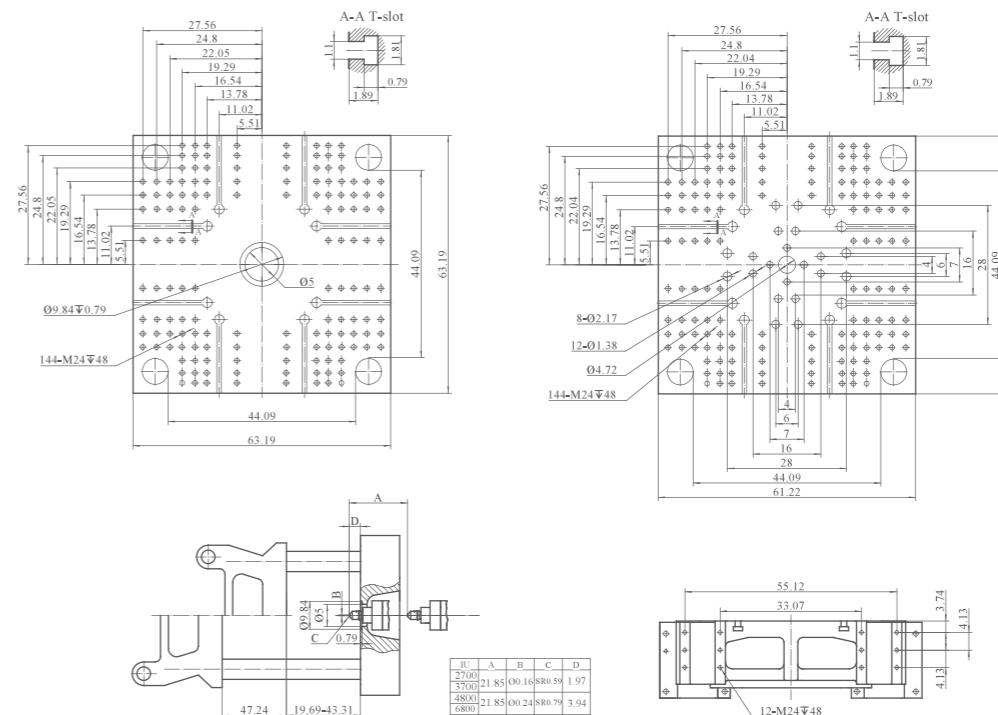 A-A T-slot
27.56
24.8
22.05
19.29
16.54
13.78
11.02
5.51
1.1
1.81
0.79
1.89
27.56
24.8
22.05
19.29
16.54
13.78
11.02
5.51
A
A
44.09
63.19
Ø5
Ø9.84↧0.79
144-M24↧48
44.09
63.19
A-A T-slot
27.56
24.8
22.04
19.29
16.54
13.78
11.02
5.51
1.1
1.81
0.79
1.89
27.56
24.8
22.04
19.29
16.54
13.78
11.02
5.51
A
A
4
6
7
16
28
44.09
8-Ø2.17
12-Ø1.38
Ø4.72
144-M24↧48
4
6
7
16
28
44.09
61.22
A
D
B
Ø9.84
Ø5
C
0.79
47.24
19.69-43.31
IU A B C D
2700
3700 21.85 Ø0.16 SR0.59 1.97
4800
6800 21.85 Ø0.24 SR0.79 3.94
55.12
33.07
3.74
4.13
4.13
12-M24↧48